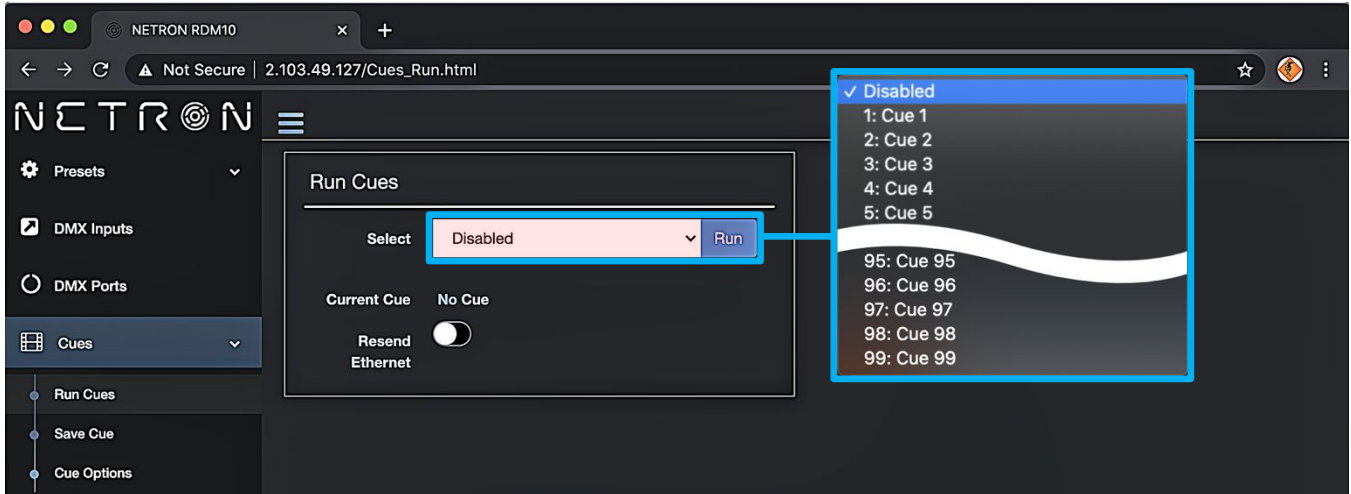 NETRON RDM10
Not Secure | 2.103.49.127/Cues_Run.html
NETRON
Presets
DMX Inputs
DMX Ports
Cues
Run Cues
Save Cue
Cue Options
Run Cues
Select Disabled Run
Current Cue No Cue
Resend
Ethernet
✓ Disabled
1: Cue 1
2: Cue 2
3: Cue 3
4: Cue 4
5: Cue 5
95: Cue 95
96: Cue 96
97: Cue 97
98: Cue 98
99: Cue 99